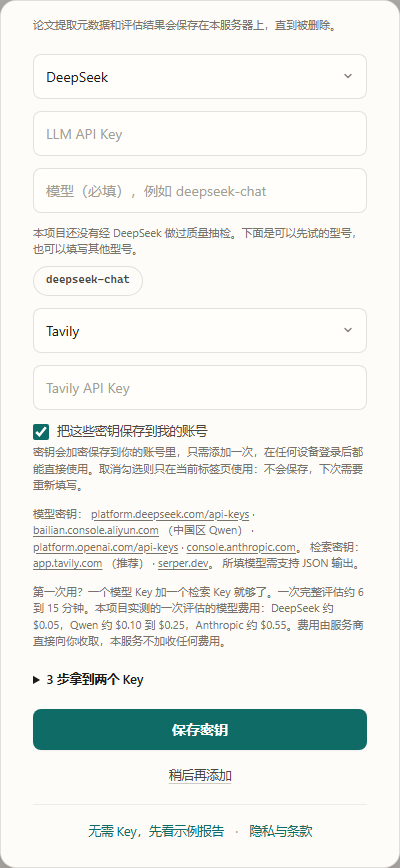 论文提取元数据和评估结果会保存在本服务器上，直到被删除。
DeepSeek
LLM API Key
模型（必填），例如 deepseek-chat
本项目还没有经 DeepSeek 做过质量抽检。下面是可以先试的型号，
也可以填写其他型号。
deepseek-chat
Tavily
Tavily API Key
把这些密钥保存到我的账号
密钥会加密保存到你的账号里，只需添加一次，在任何设备登录后都
能直接使用。取消勾选则只在当前标签页使用：不会保存，下次需要
重新填写。
模型密钥： platform.deepseek.com/api-keys ·
bailian.console.aliyun.com （中国区 Qwen） ·
platform.openai.com/api-keys · console.anthropic.com。 检索密钥：
app.tavily.com （推荐） · serper.dev。 所填模型需支持 JSON 输出。
第一次用？一个模型 Key 加一个检索 Key 就够了。一次完整评估约 6
到 15 分钟。本项目实测的一次评估的模型费用：DeepSeek 约
$0.05，Qwen 约 $0.10 到 $0.25，Anthropic 约 $0.55。费用由服务商
直接向你收取，本服务不加收任何费用。
3 步拿到两个 Key
保存密钥
稍后再添加
无需 Key，先看示例报告 · 隐私与条款